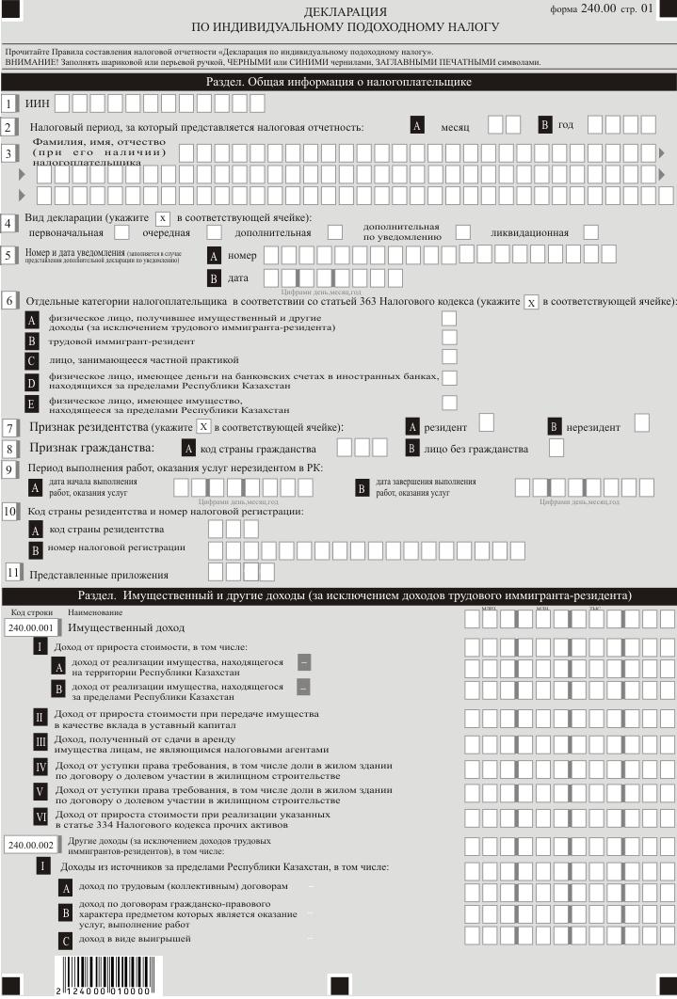 ДЕКЛАРАЦИЯ
форма 240.00 стр. 01
ПО ИНДИВИДУАЛЬНОМУ ПОДОХОДНОМУ НАЛОГУ
Прочитайте Правила составления налоговой отчетности «Декларация по индивидуальному подоходному налогу».
ВНИМАНИЕ! Заполнять шариковой или перьевой ручкой, ЧЕРНЫМИ или СИНИМИ чернилами, ЗАГЛАВНЫМИ ПЕЧАТНЫМИ символами.
Раздел. Общая информация о налогоплательщике
1 ИИН
2 Налоговый период, за который представляется налоговая отчетность: A месяц B год
3 Фамилия, имя, отчество
(при его наличии)
налогоплательщика
4 Вид декларации (укажите x в соответствующей ячейке):
первоначальная очередная дополнительная дополнительная по уведомлению ликвидационная
5 Номер и дата уведомления (заполняется в случае
представления дополнительной декларации по уведомлению)
A номер
B дата
Цифрами день,месяц,год
6 Отдельные категории налогоплательщика в соответствии со статьей 363 Налогового кодекса (укажите x в соответствующей ячейке):
A физическое лицо, получившее имущественный и другие
доходы (за исключением трудового иммигранта-резидента)
B трудовой иммигрант-резидент
C лицо, занимающееся частной практикой
D физическое лицо, имеющее деньги на банковских счетах в иностранных банках,
находящихся за пределами Республики Казахстан
E физическое лицо, имеющее имущество,
находящееся за пределами Республики Казахстан
7 Признак резидентства (укажите X в соответствующей ячейке): A резидент B нерезидент
8 Признак гражданства: A код страны гражданства B лицо без гражданства
9 Период выполнения работ, оказания услуг нерезидентом в РК:
A дата начала выполнения
работ, оказания услуг
B дата завершения выполнения
работ, оказания услуг
Цифрами день,месяц,год Цифрами день,месяц,год
10 Код страны резидентства и номер налоговой регистрации:
A код страны резидентства
B номер налоговой регистрации
11 Представленные приложения
Раздел. Имущественный и другие доходы (за исключением доходов трудового иммигранта-резидента)
Код строки Наименование млрд. млн. тыс.
240.00.001 Имущественный доход
I Доход от прироста стоимости, в том числе:
A доход от реализации имущества, находящегося –
на территории Республики Казахстан
B доход от реализации имущества, находящегося –
за пределами Республики Казахстан
II Доход от прироста стоимости при передаче имущества
в качестве вклада в уставный капитал
III Доход, полученный от сдачи в аренду
имущества лицам, не являющимся налоговыми агентами
IV Доход от уступки права требования, в том числе доли в жилом здании
по договору о долевом участии в жилищном строительстве
V Доход от уступки права требования, в том числе доли в жилом здании
по договору о долевом участии в жилищном строительстве
VI Доход от прироста стоимости при реализации указанных
в статье 334 Налогового кодекса прочих активов
240.00.002 Другие доходы (за исключением доходов трудовых
иммигрантов-резидентов), в том числе:
I Доходы из источников за пределами Республики Казахстан, в том числе:
A доход по трудовым (коллективным) договорам –
B доход по договорам гражданско-правового
характера предметом которых является оказание –
услуг, выполнение работ
C доход в виде выигрышей –
2 124000 010000